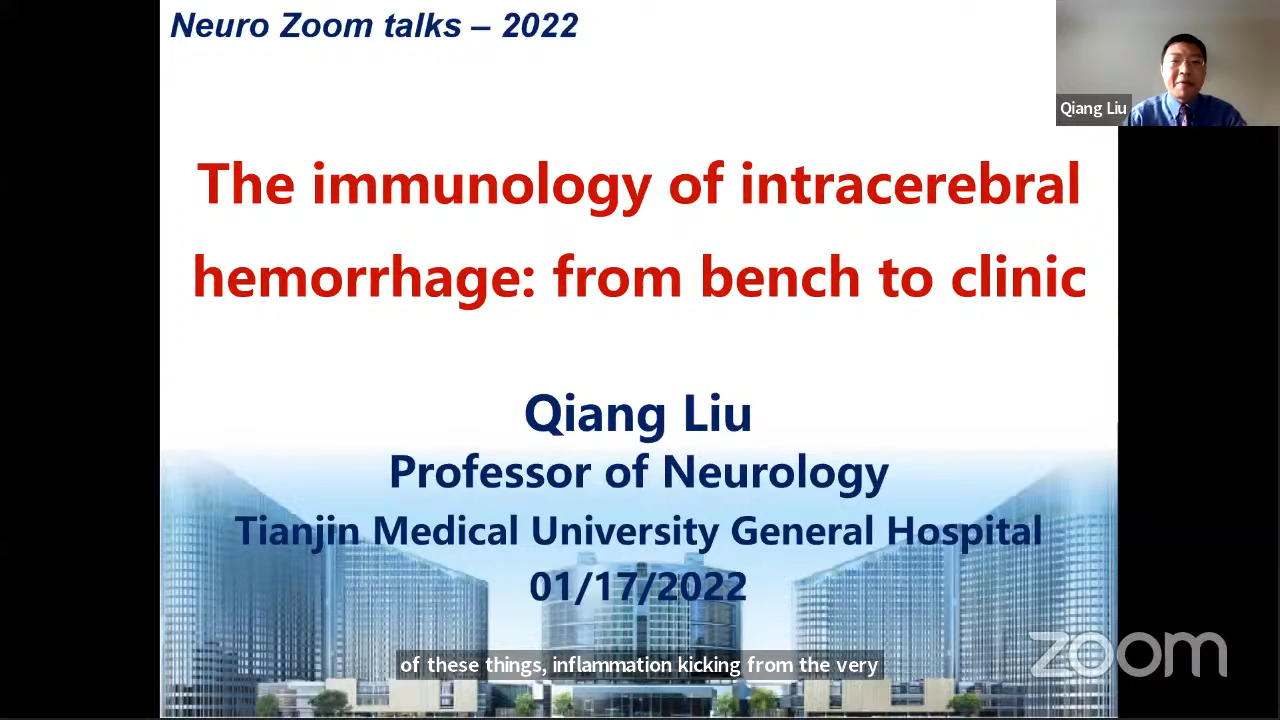 Neuro Zoom talks – 2022
Qiang Liu
The immunology of intracerebral
hemorrhage: from bench to clinic
Qiang Liu
Professor of Neurology
Tianjin Medical University General Hospital
01/17/2022
of these things, inflammation kicking from the very
zoom